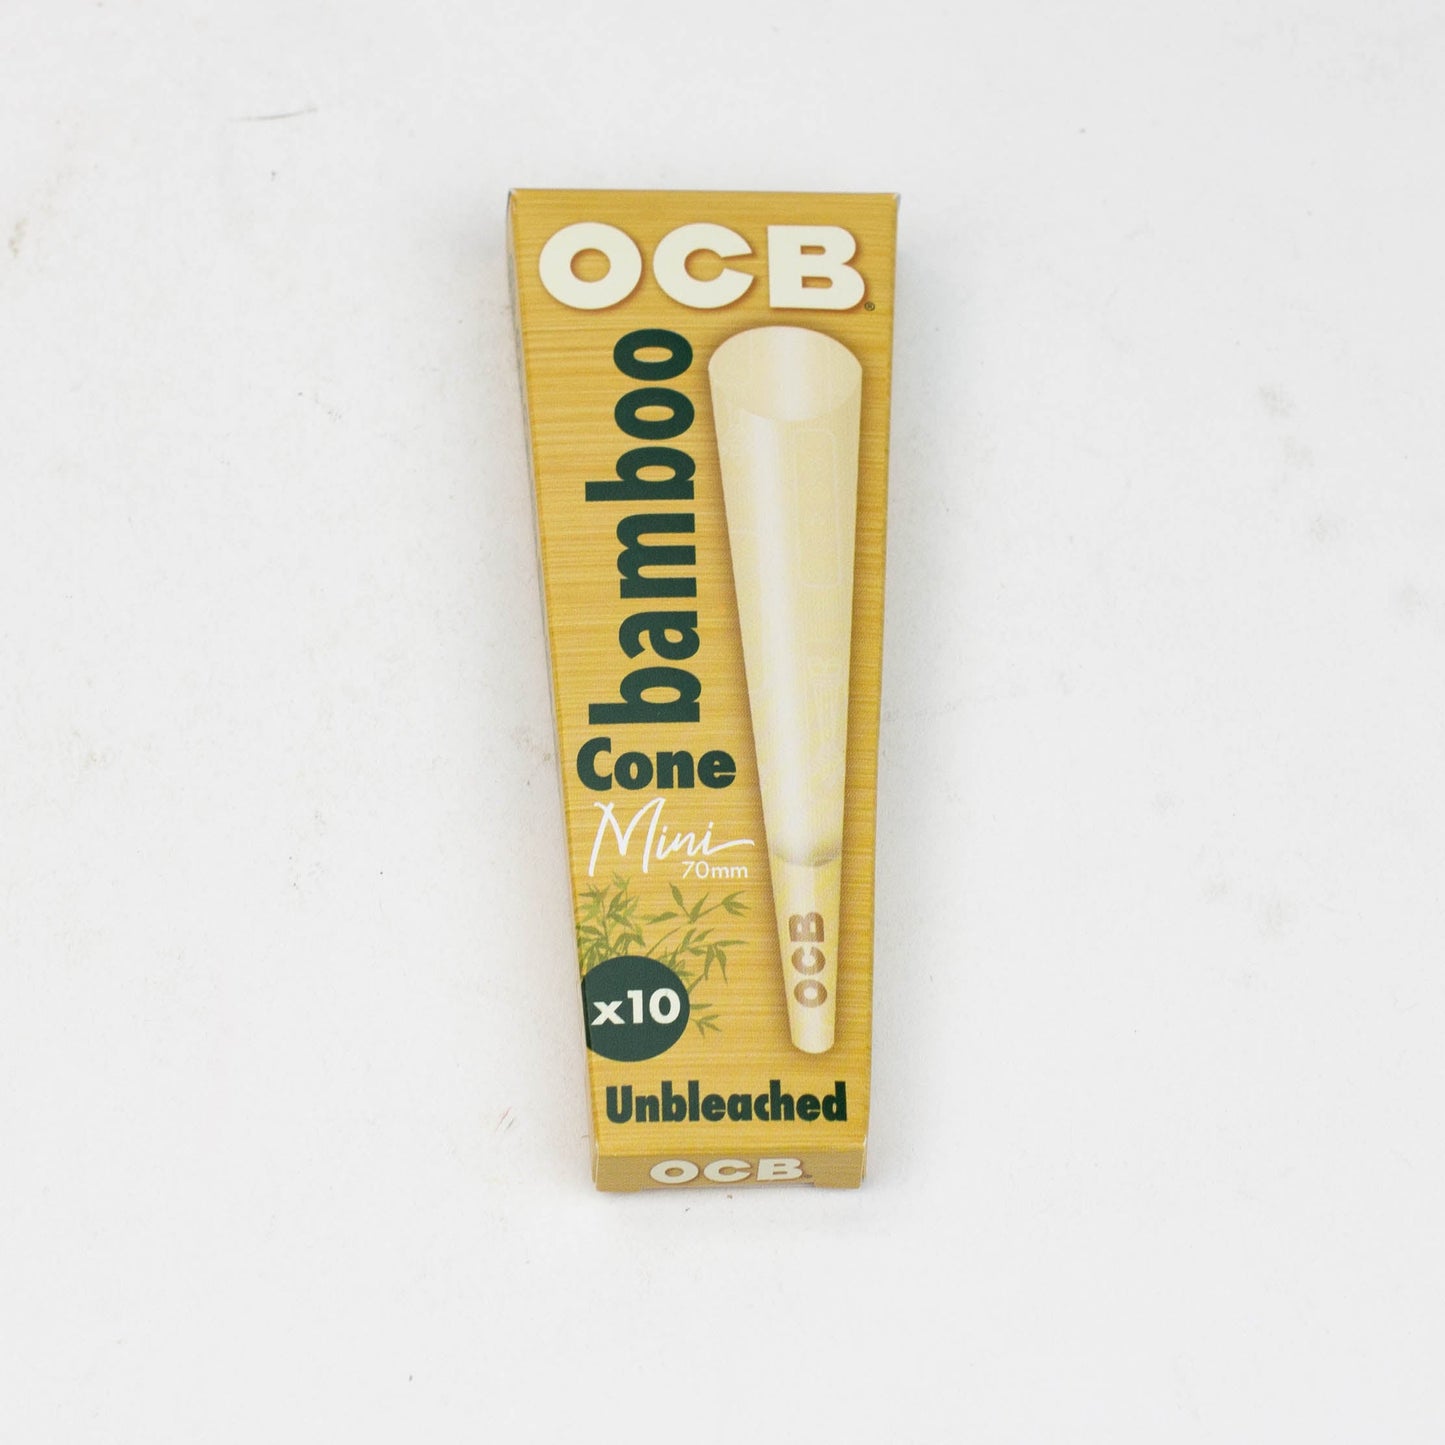 OCB®
bamboo
Cone
Mini
70mm
OCB
x10
Unbleached
OCB